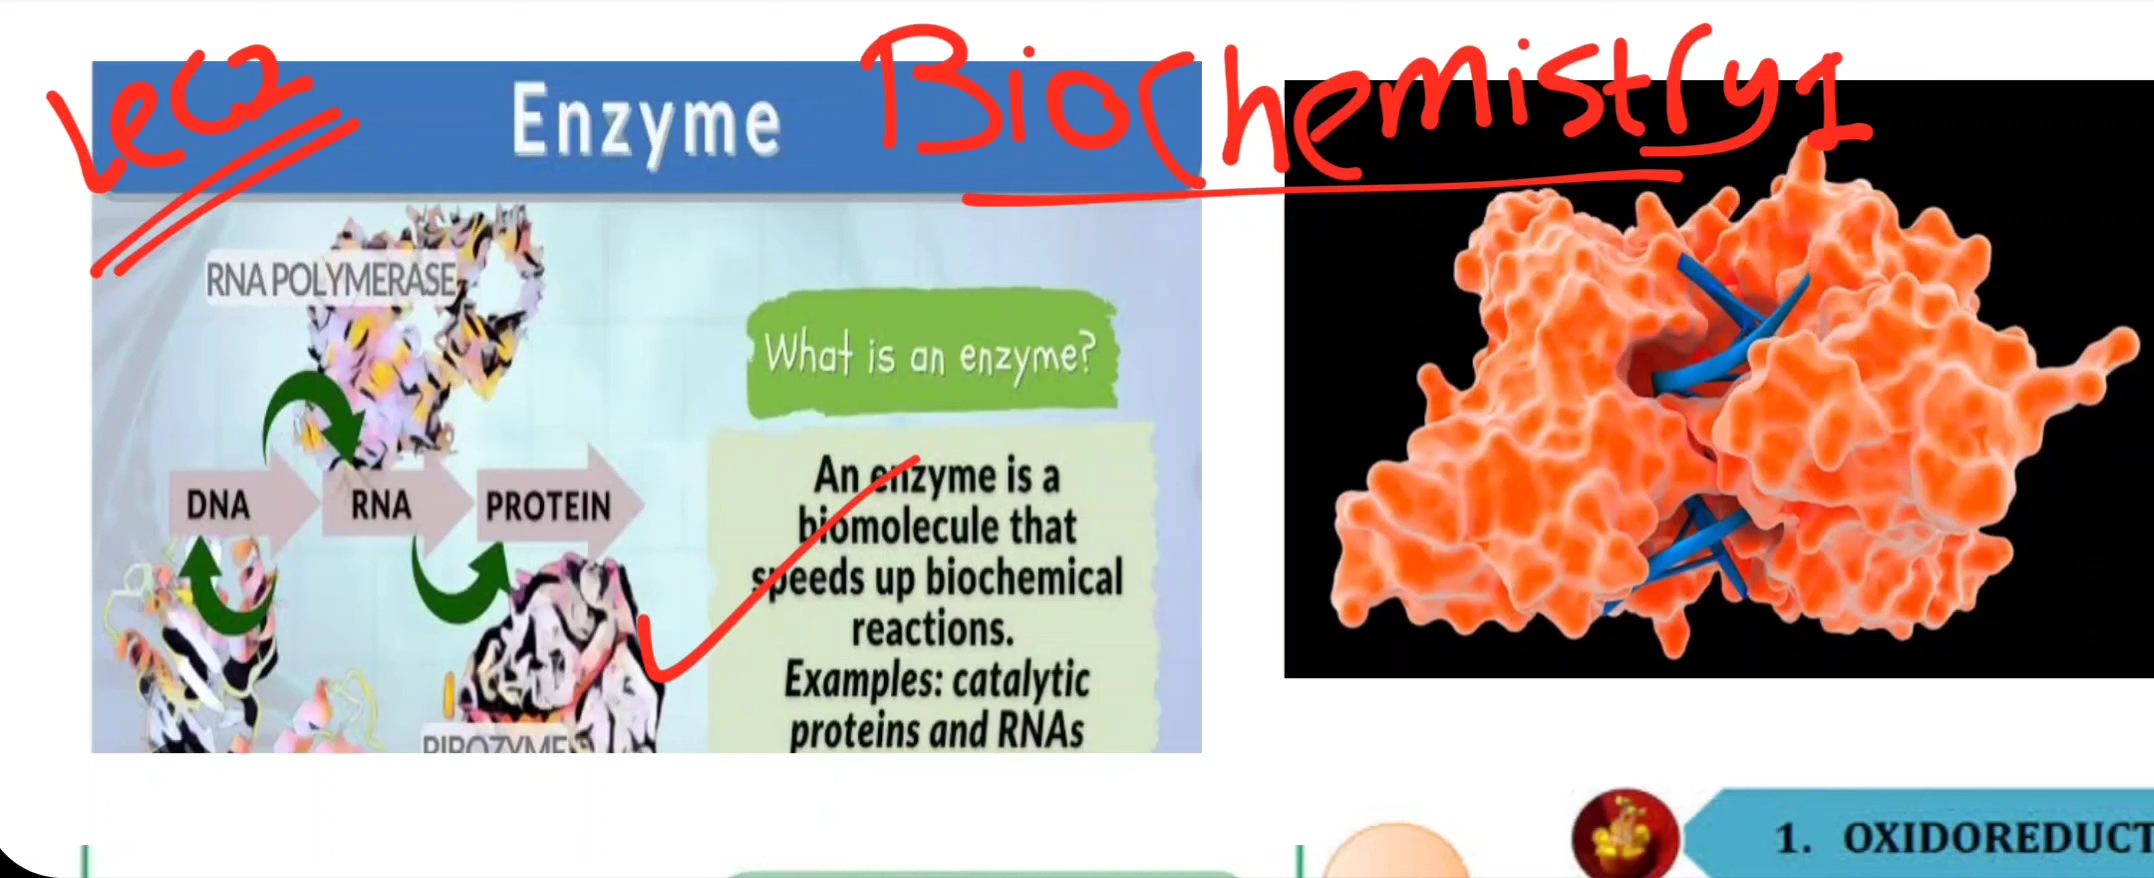 Lec2
Enzyme
Biochemistry1
RNA POLYMERASE
What is an enzyme?
DNA
RNA
PROTEIN
An enzyme is a
biomolecule that
speeds up biochemical
reactions.
Examples: catalytic
proteins and RNAs
RIBOZYME
1. OXIDOREDUCT